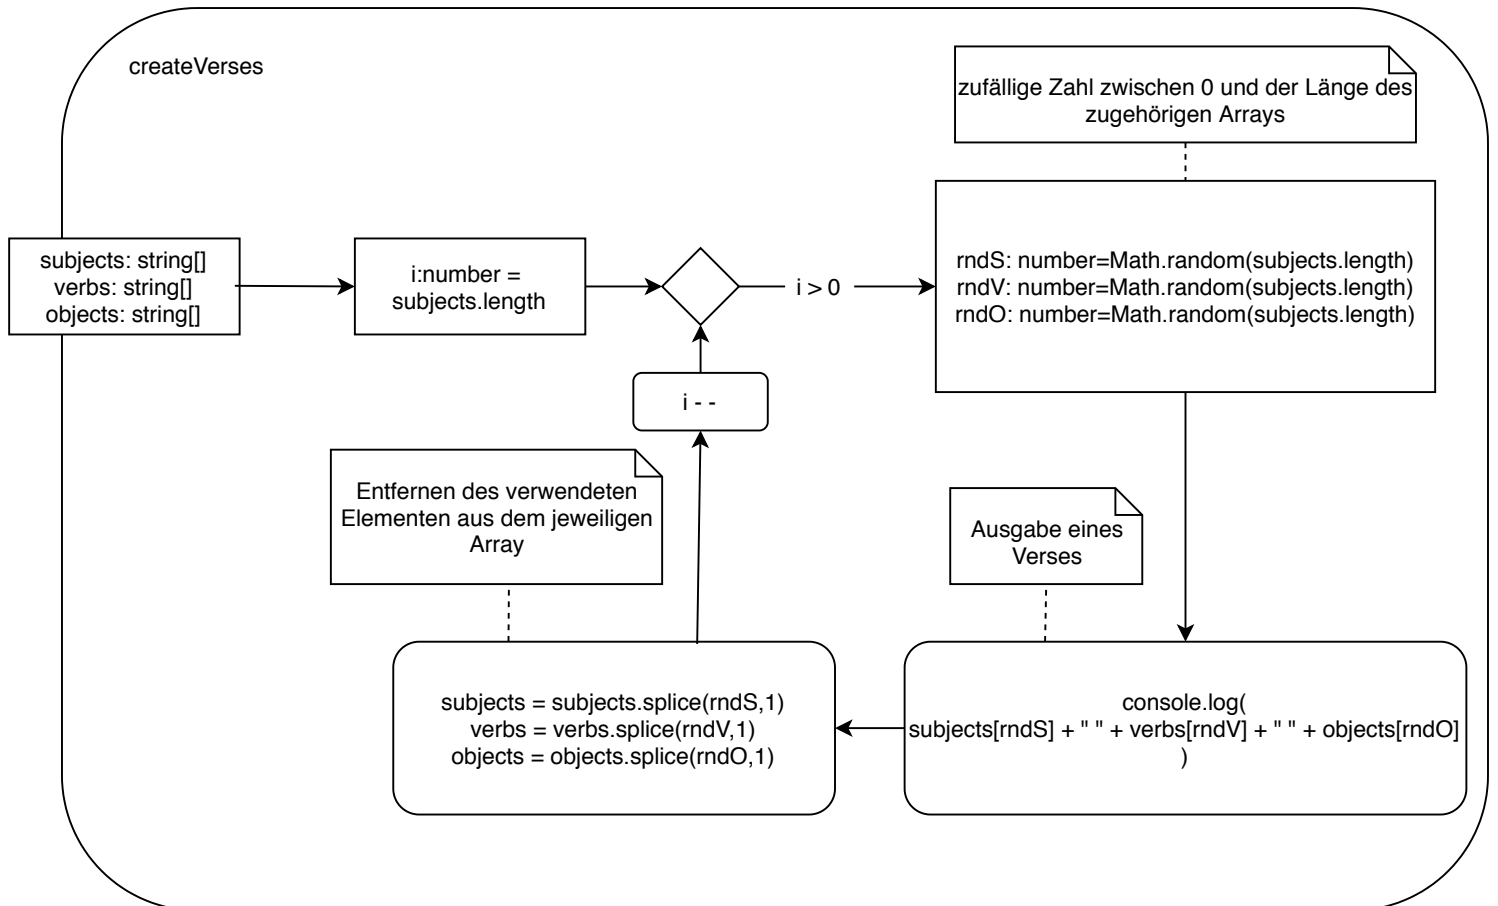 createVerses
zufällige Zahl zwischen 0 und der Länge des
zugehörigen Arrays
subjects: string[]
verbs: string[]
objects: string[]
i:number =
subjects.length
i > 0
rndS: number=Math.random(subjects.length)
rndV: number=Math.random(subjects.length)
rndO: number=Math.random(subjects.length)
i - -
Entfernen des verwendeten
Elementen aus dem jeweiligen
Array
Ausgabe eines
Verses
subjects = subjects.splice(rndS,1)
verbs = verbs.splice(rndV,1)
objects = objects.splice(rndO,1)
console.log(
subjects[rndS] + " " + verbs[rndV] + " " + objects[rndO]
)